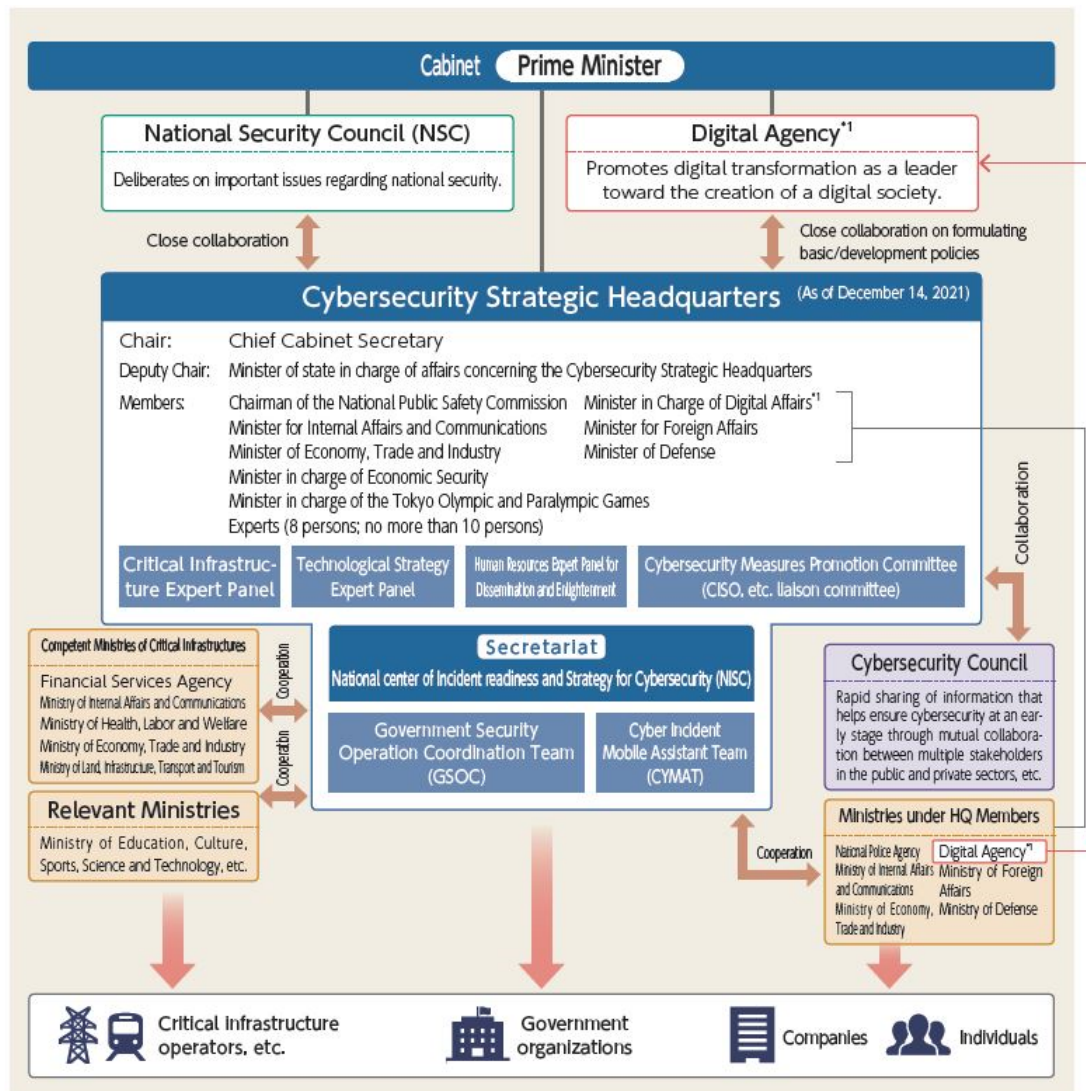 Cabinet Prime Minister
National Security Council (NSC)
Deliberates on important issues regarding national security.
Digital Agency*1
Promotes digital transformation as a leader
toward the creation of a digital society.
Close collaboration
Close collaboration on formulating
basic/development policies
Cybersecurity Strategic Headquarters (As of December 14, 2021)
Chair: Chief Cabinet Secretary
Deputy Chair: Minister of state in charge of affairs concerning the Cybersecurity Strategic Headquarters
Members: Chairman of the National Public Safety Commission Minister in Charge of Digital Affairs*1
Minister for Internal Affairs and Communications Minister for Foreign Affairs
Minister of Economy, Trade and Industry Minister of Defense
Minister in charge of Economic Security
Minister in charge of the Tokyo Olympic and Paralympic Games
Experts (8 persons; no more than 10 persons)
Critical Infrastruc-
ture Expert Panel
Technological Strategy
Expert Panel
Human Resources Expert Panel for
Dissemination and Enlightenment
Cybersecurity Measures Promotion Committee
(CISO, etc. liaison committee)
Collaboration
Secretariat
National center of Incident readiness and Strategy for Cybersecurity (NISC)
Government Security
Operation Coordination Team
(GSOC)
Cyber Incident
Mobile Assistant Team
(CYMAT)
Competent Ministries of Critical Infrastructures
Financial Services Agency
Ministry of Internal Affairs and Communications
Ministry of Health, Labor and Welfare
Ministry of Economy, Trade and Industry
Ministry of Land, Infrastructure, Transport and Tourism
Cooperation
Cooperation
Relevant Ministries
Ministry of Education, Culture,
Sports, Science and Technology, etc.
Cybersecurity Council
Rapid sharing of information that
helps ensure cybersecurity at an ear-
ly stage through mutual collabora-
tion between multiple stakeholders
in the public and private sectors, etc.
Cooperation
Ministries under HQ Members
National Police Agency
Ministry of Internal Affairs
and Communications
Ministry of Economy,
Trade and Industry
Digital Agency*1
Ministry of Foreign
Affairs
Ministry of Defense
Critical infrastructure
operators, etc.
Government
organizations
Companies
Individuals